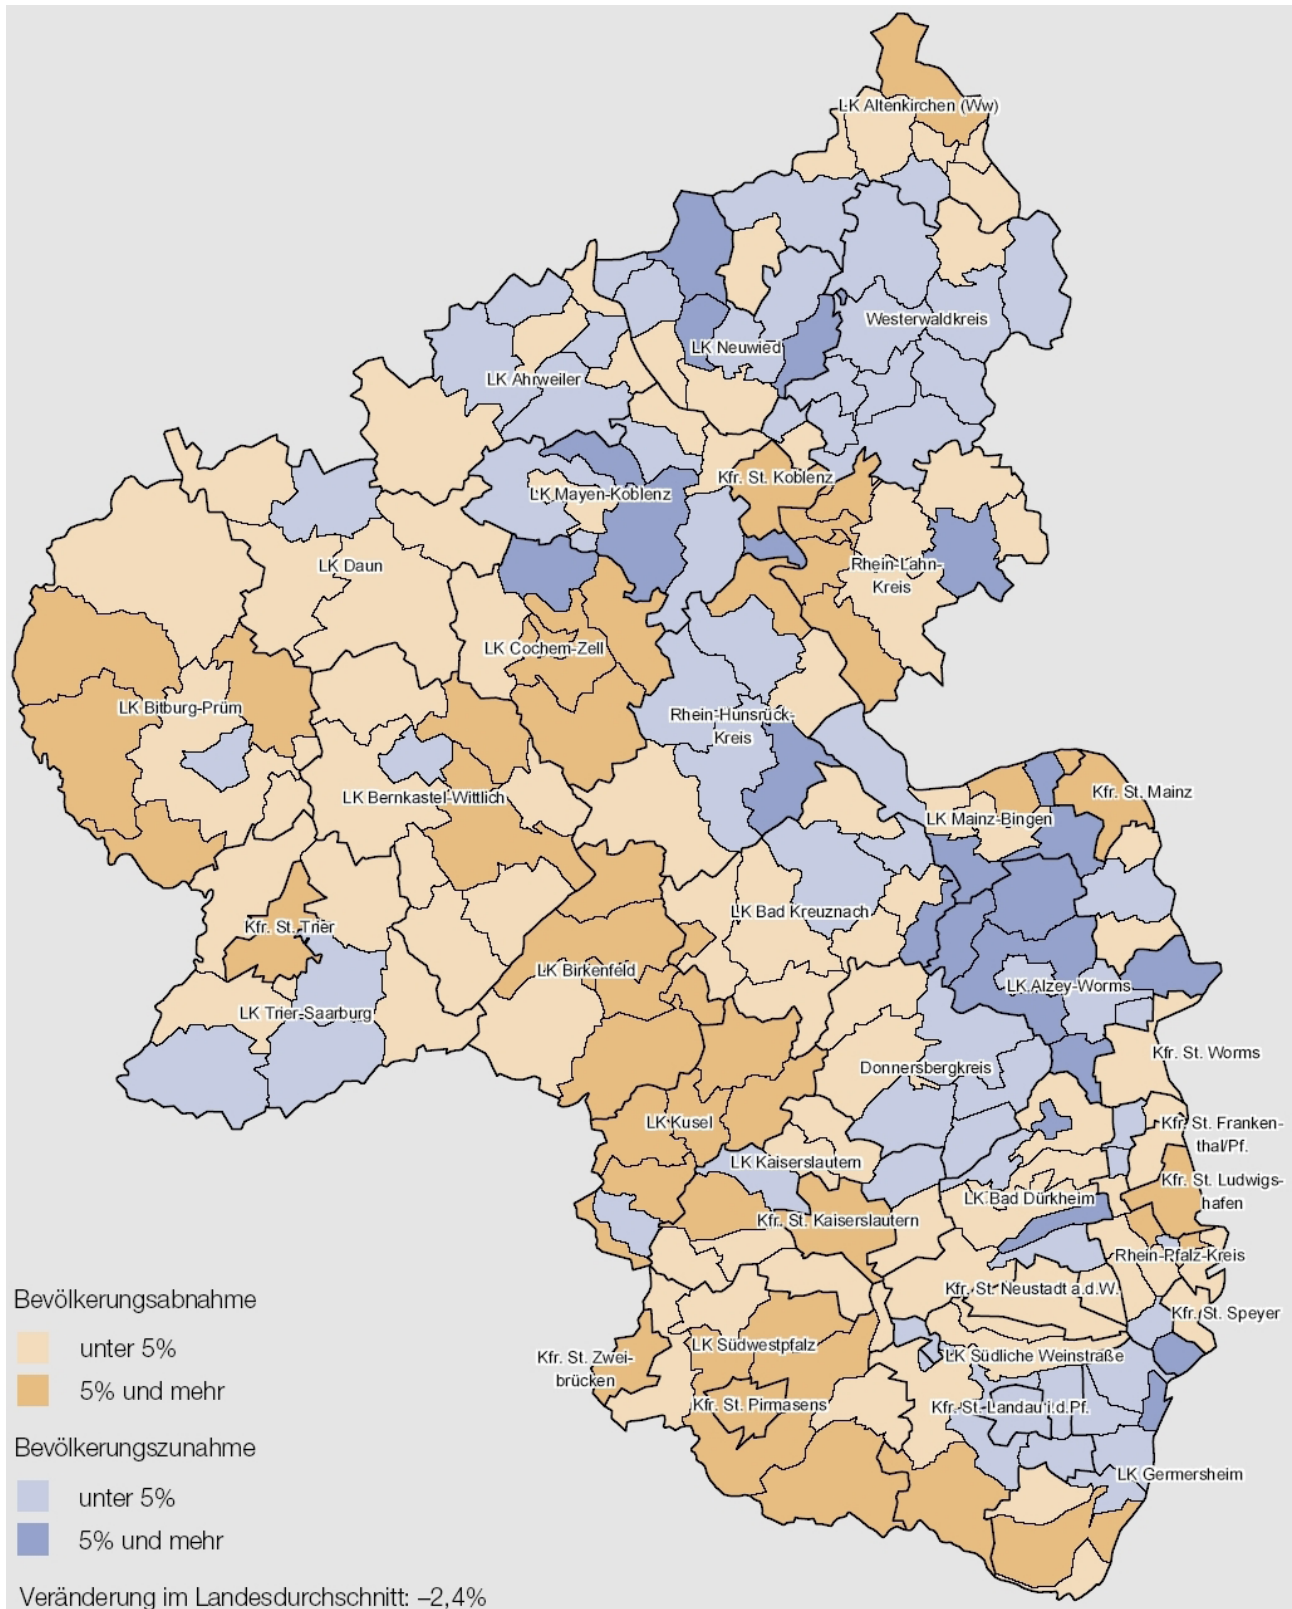 LK Altenkirchen (Ww)
Westerwaldkreis
LK Neuwied
LK Ahrweiler
Kfr. St. Koblenz
LK Mayen-Koblenz
LK Daun
Rhein-Lahn-
Kreis
LK Cochem-Zell
LK Bitburg-Prüm
Rhein-Hunsrück-
Kreis
Kfr. St. Mainz
LK Bernkastel-Wittlich
LK Mainz-Bingen
LK Bad Kreuznach
Kfr. St. Trier
LK Birkenfeld
LK Alzey-Worms
LK Trier-Saarburg
Kfr. St. Worms
Donnersbergkreis
LK Kusel
Kfr. St. Franken-
thal/Pf.
LK Kaiserslautern
Kfr. St. Ludwigs-
hafen
LK Bad Dürkheim
Kfr. St. Kaiserslautern
Rhein-Pfalz-Kreis
Kfr. St. Neustadt a.d.W.
Kfr. St. Speyer
LK Südwestpfalz
LK Südliche Weinstraße
Kfr. St. Zwei-
brücken
Kfr. St. Pirmasens
Kfr. St. Landau i.d.Pf.
LK Germersheim
Bevölkerungsabnahme
unter 5%
5% und mehr
Bevölkerungszunahme
unter 5%
5% und mehr
Veränderung im Landesdurchschnitt: –2,4%